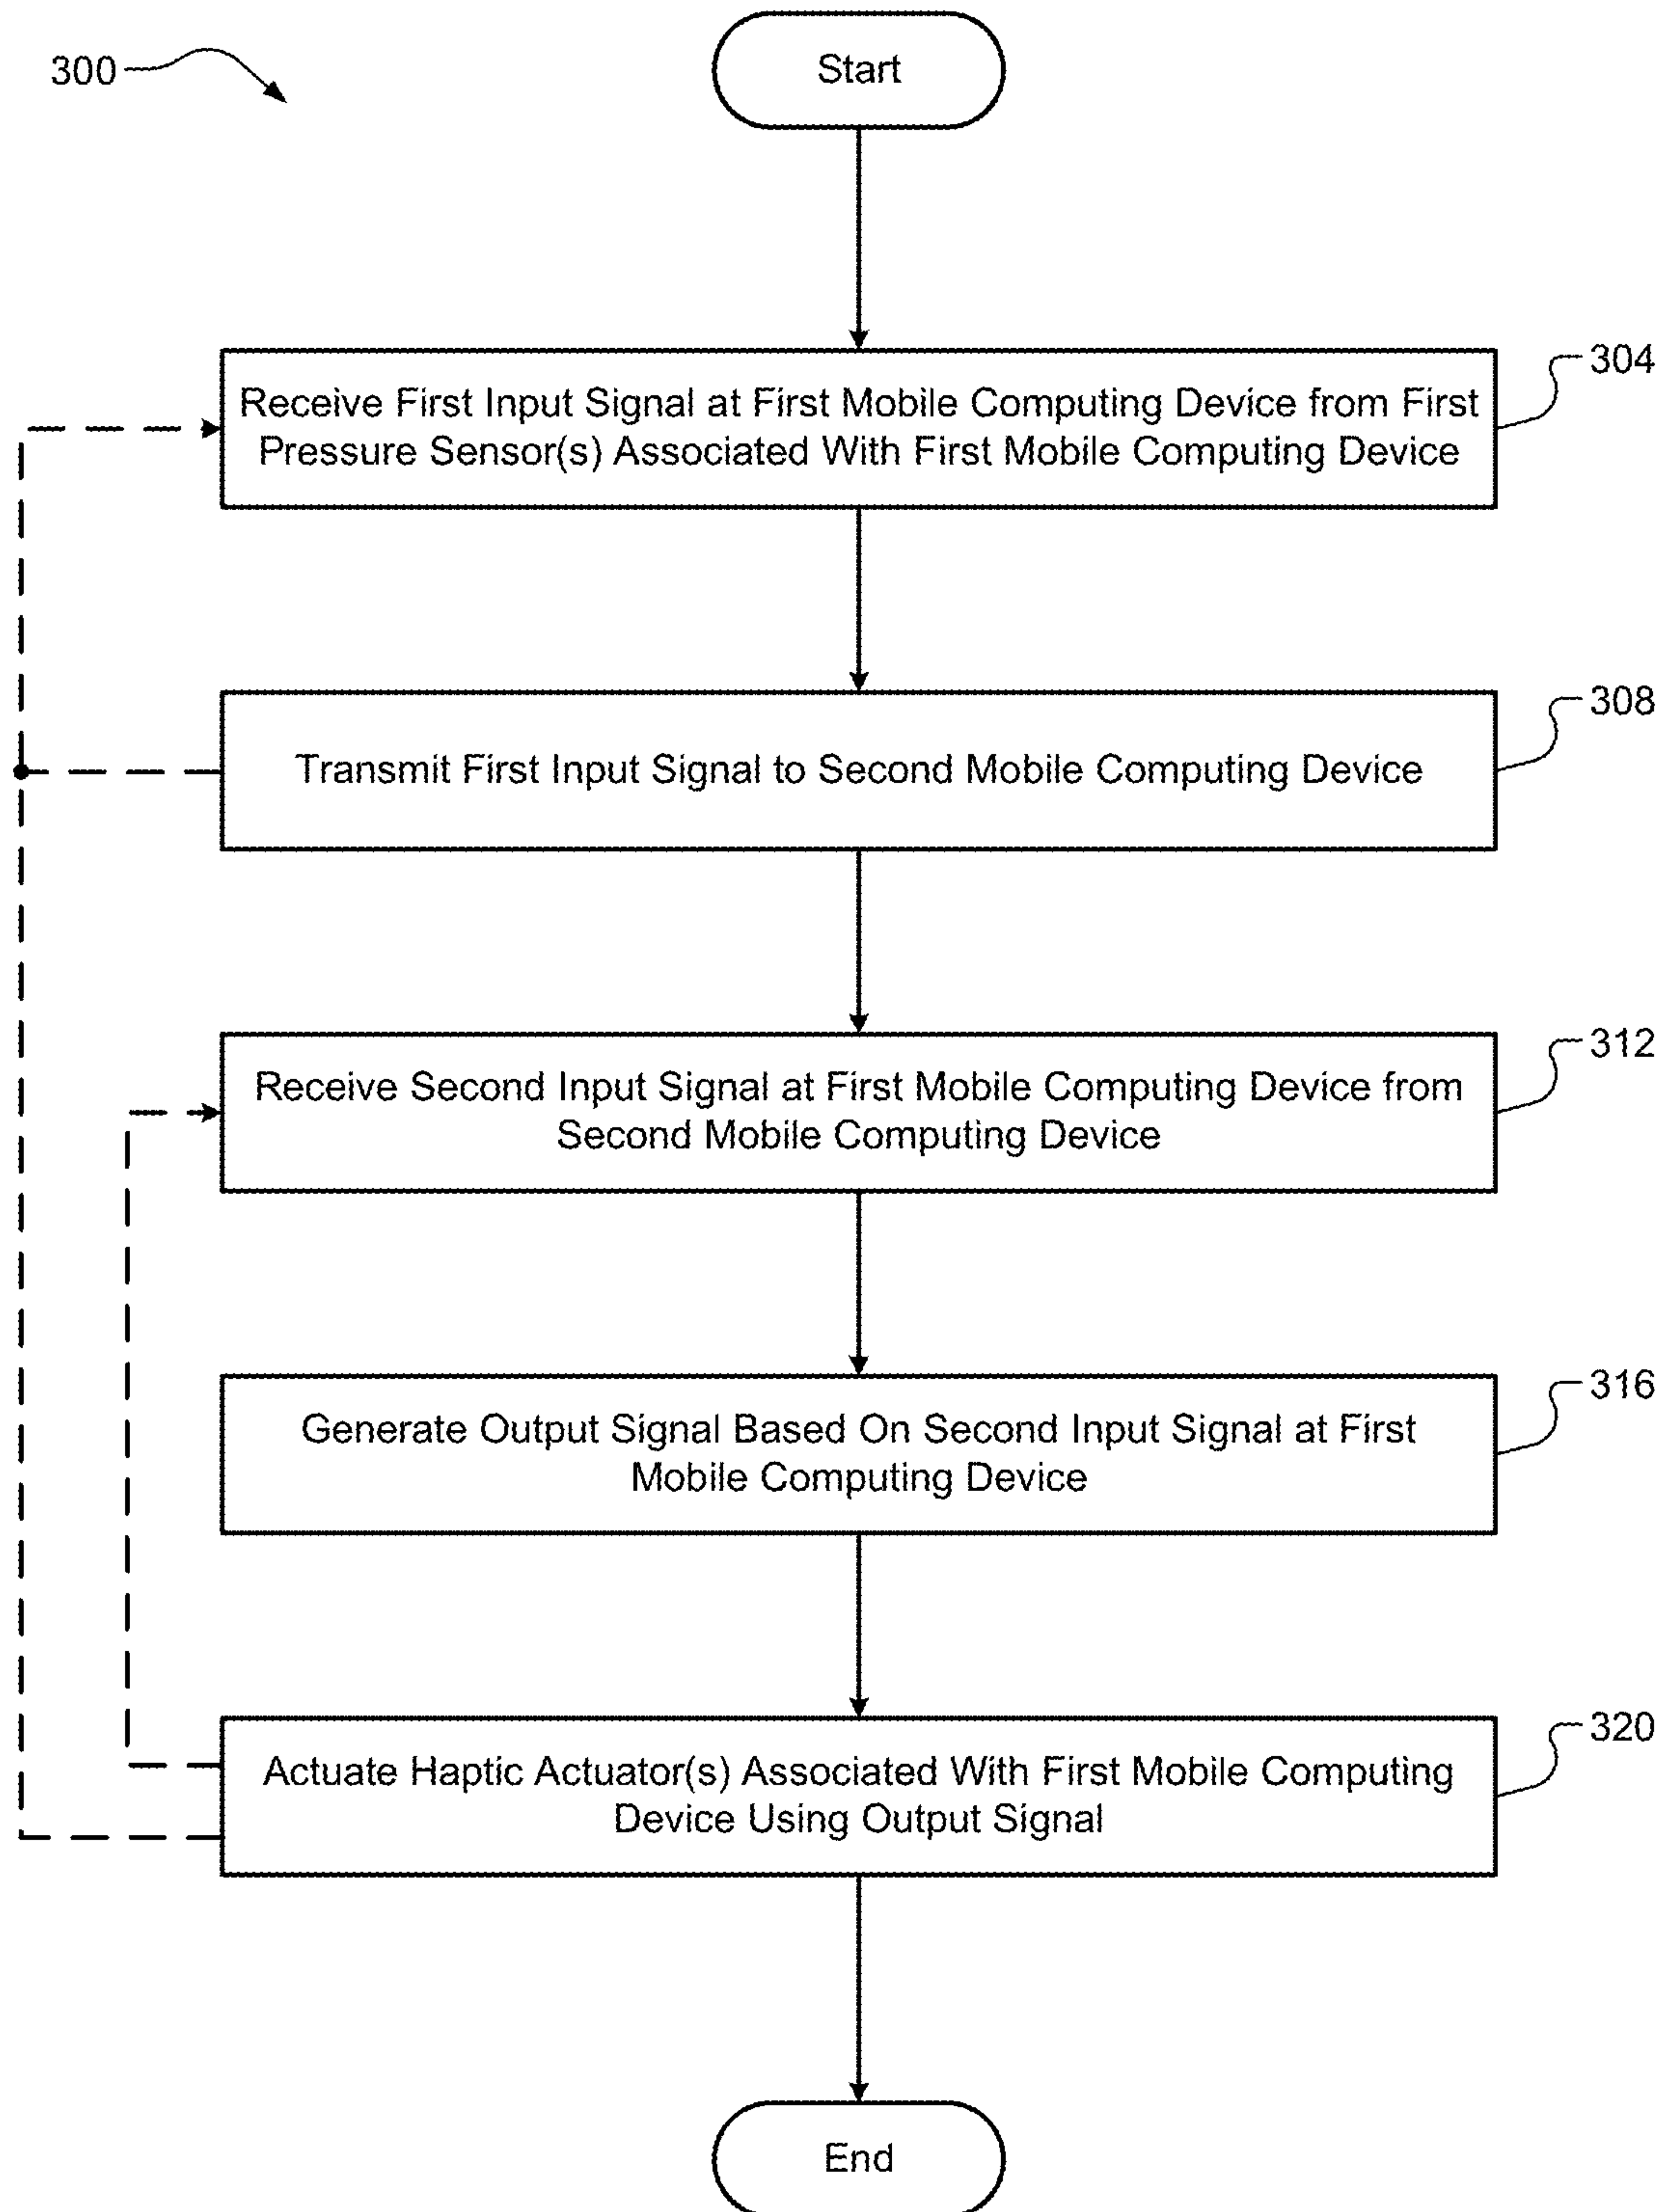 300
Start
304
Receive First Input Signal at First Mobile Computing Device from First
Pressure Sensor(s) Associated With First Mobile Computing Device
308
Transmit First Input Signal to Second Mobile Computing Device
312
Receive Second Input Signal at First Mobile Computing Device from
Second Mobile Computing Device
316
Generate Output Signal Based On Second Input Signal at First
Mobile Computing Device
320
Actuate Haptic Actuator(s) Associated With First Mobile Computing
Device Using Output Signal
End